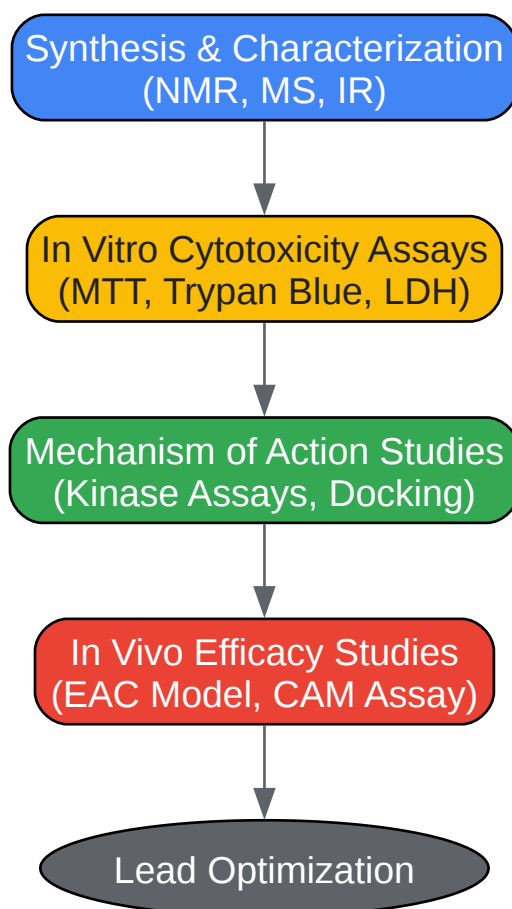 Synthesis & Characterization
(NMR, MS, IR)
In Vitro Cytotoxicity Assays
(MTT, Trypan Blue, LDH)
Mechanism of Action Studies
(Kinase Assays, Docking)
In Vivo Efficacy Studies
(EAC Model, CAM Assay)
Lead Optimization